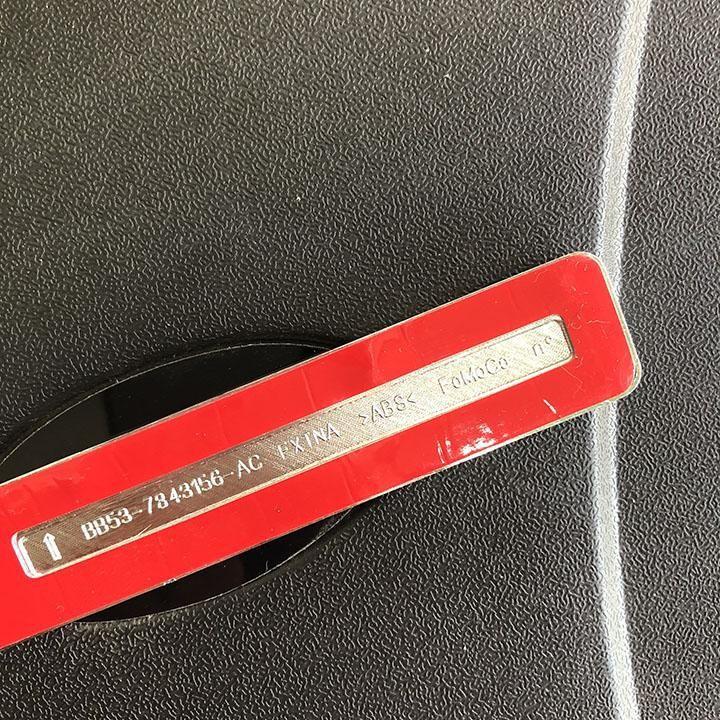 ↑ BB53-7843156-AC FXINA >ABS< FoMoCo n°